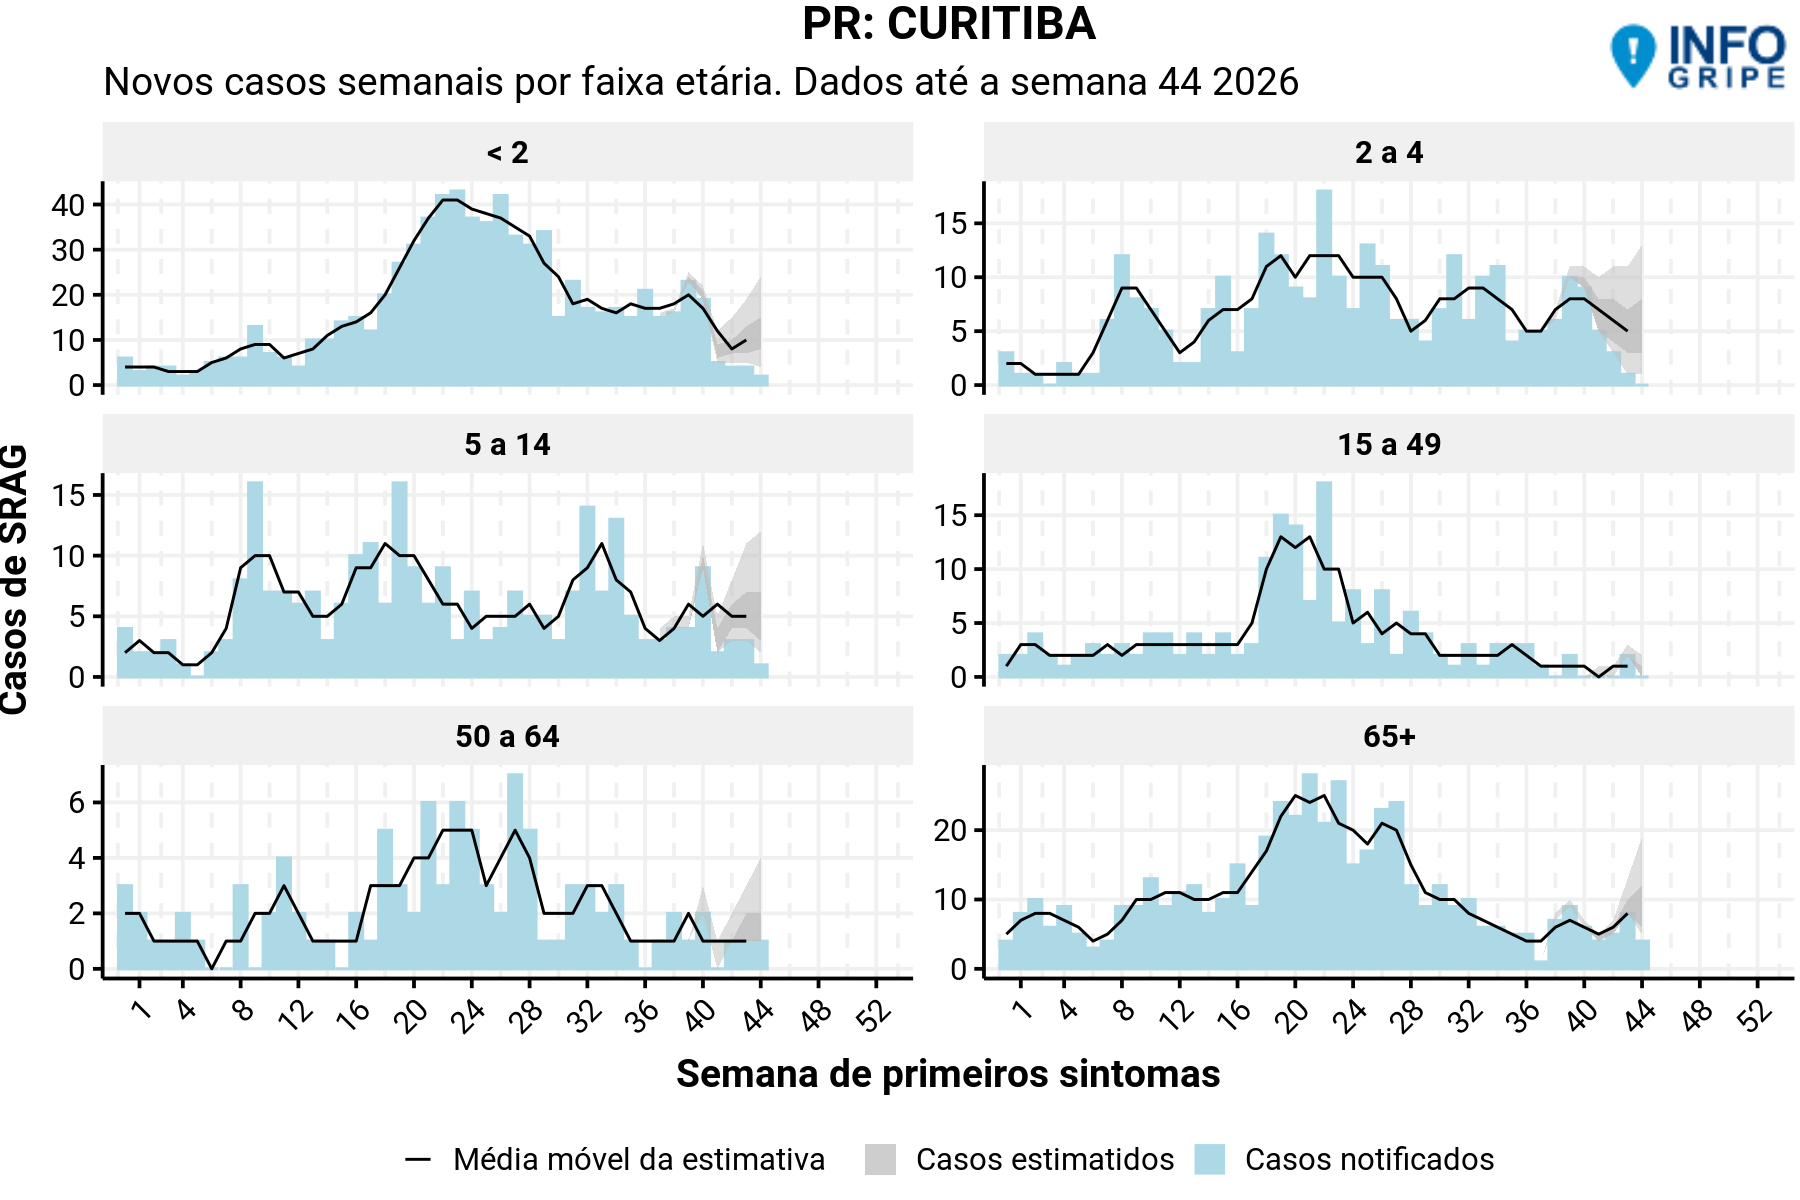 PR: CURITIBA
Novos casos semanais por faixa etária. Dados até a semana 44 2026
INFO
GRIPE
< 2
2 a 4
40
30
20
10
0
15
10
5
0
5 a 14
15 a 49
15
10
5
0
15
10
5
0
50 a 64
65+
6
4
2
0
20
10
0
1 4 8 12 16 20 24 28 32 36 40 44 48 52
1 4 8 12 16 20 24 28 32 36 40 44 48 52
Casos de SRAG
Semana de primeiros sintomas
Média móvel da estimativa
Casos estimatidos
Casos notificados